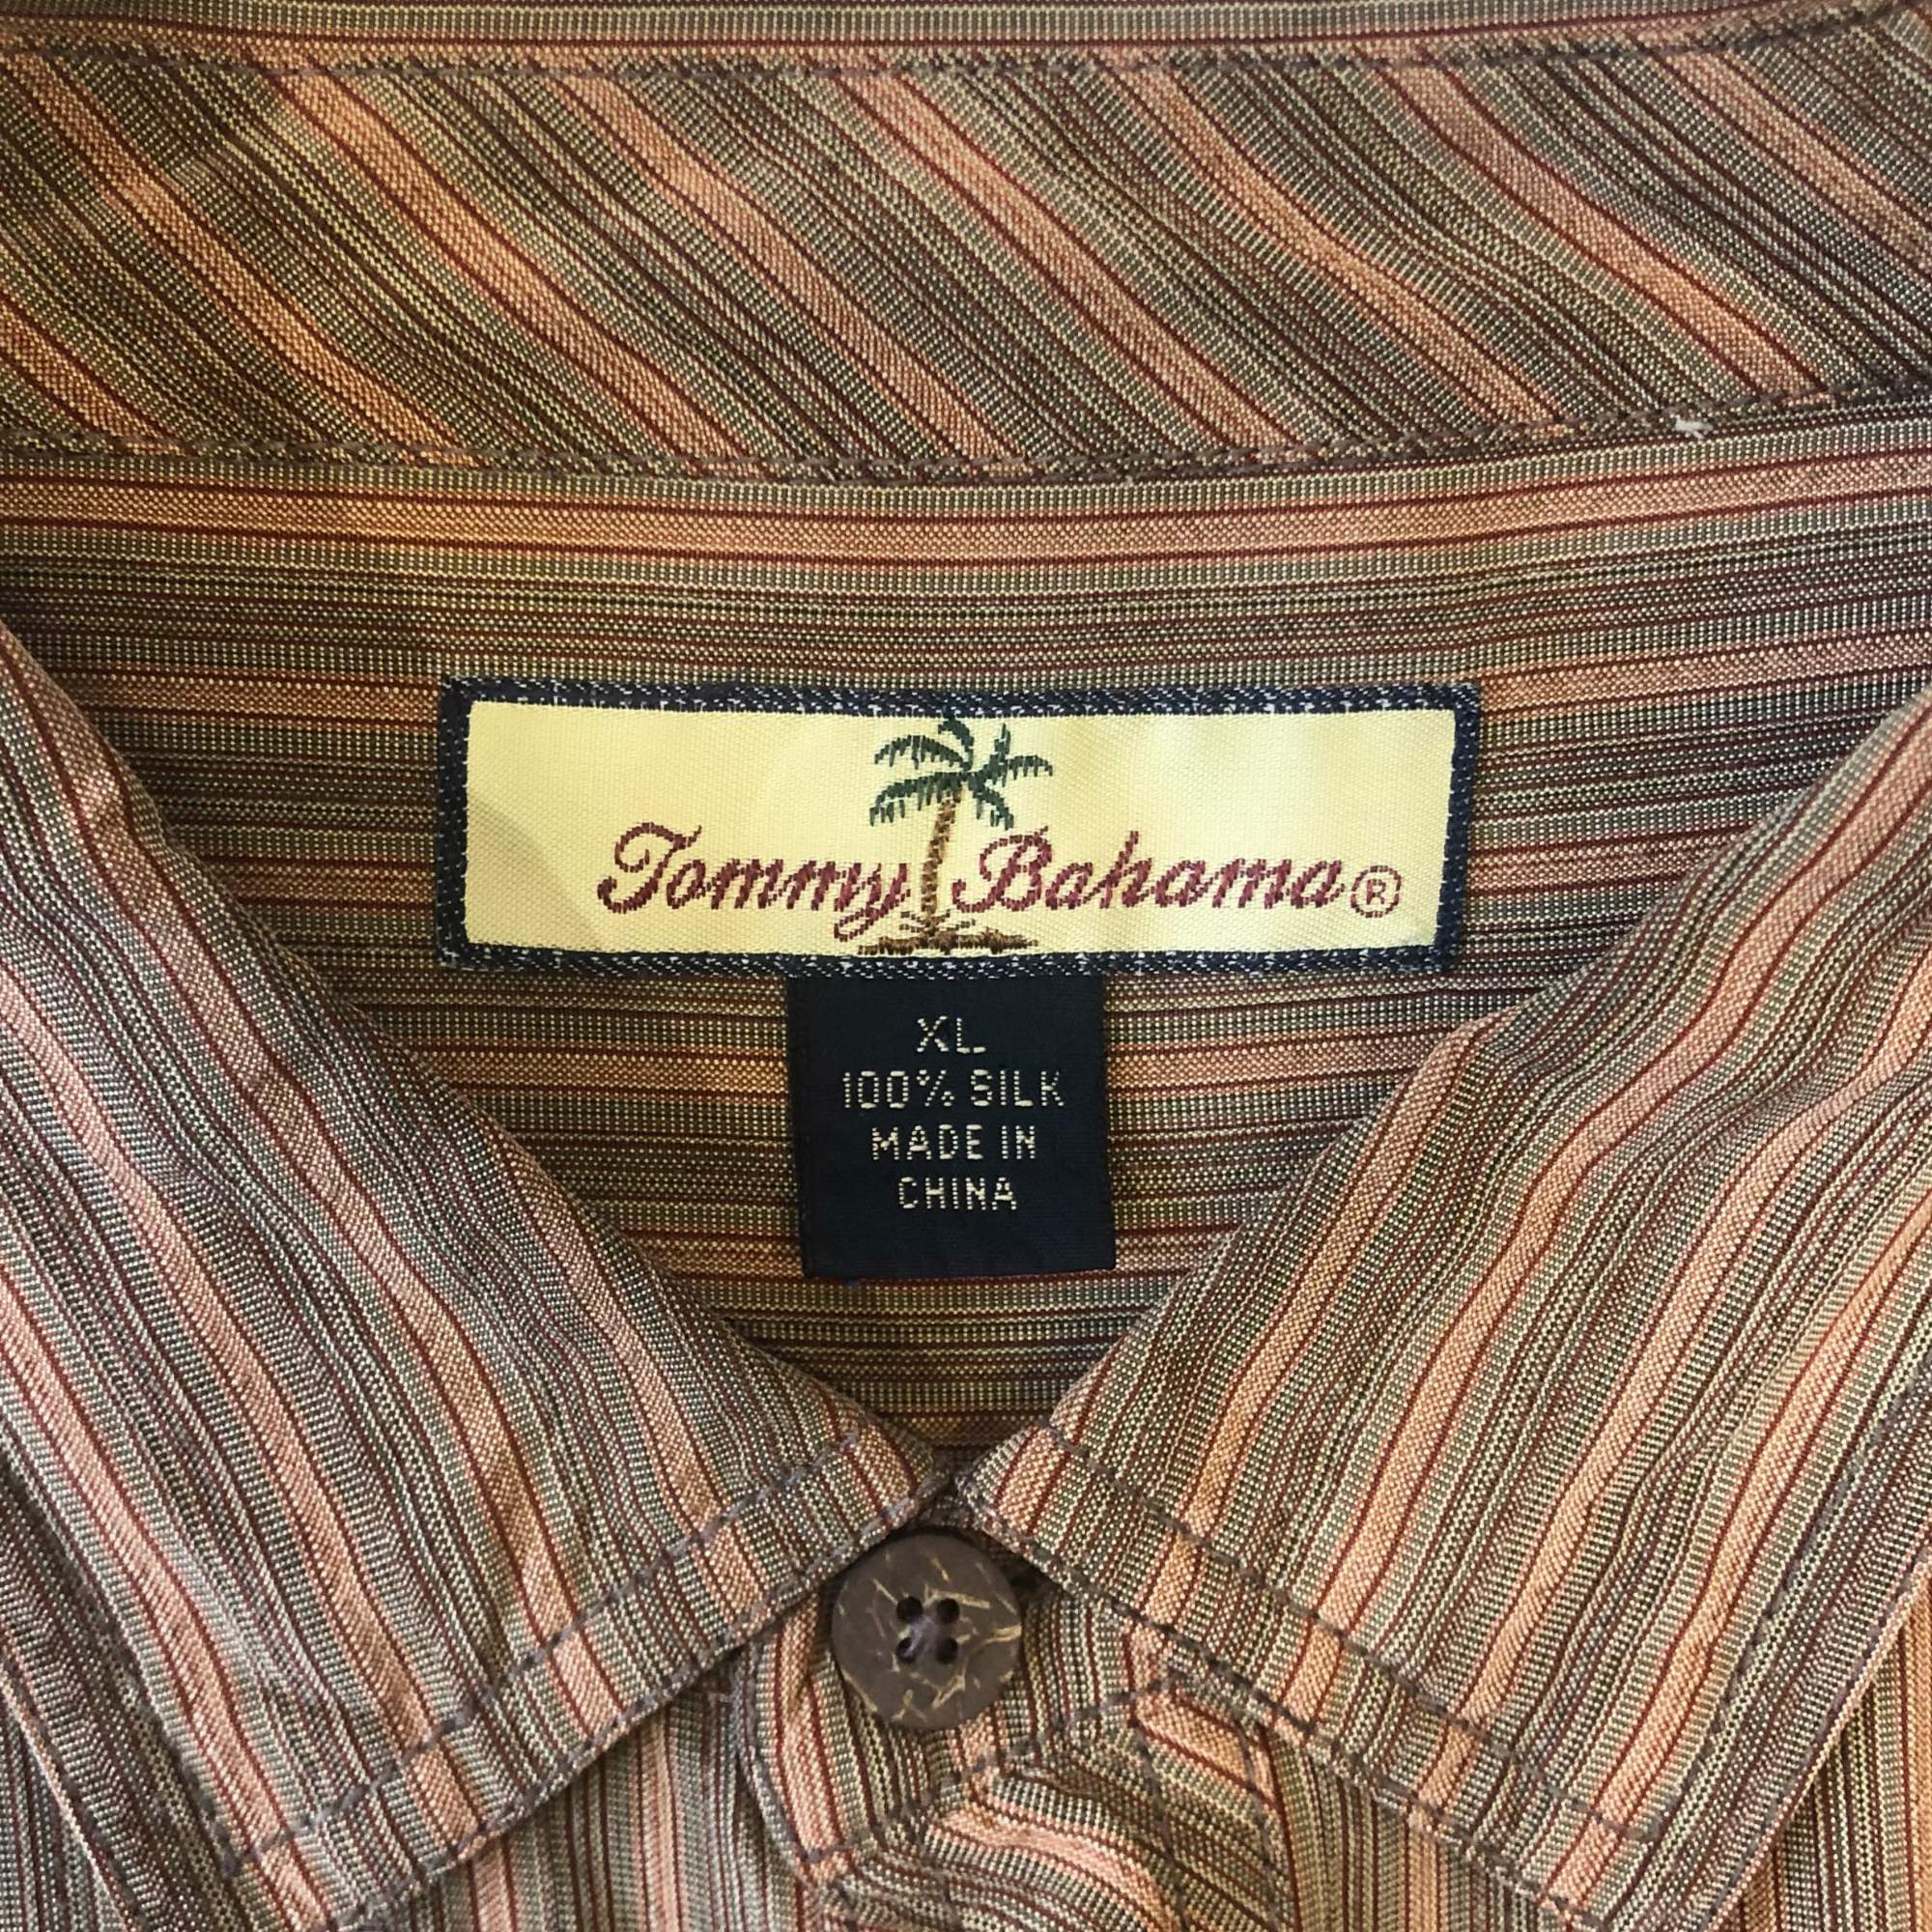 Tommy Bahama®
XL
100% SILK
MADE IN
CHINA